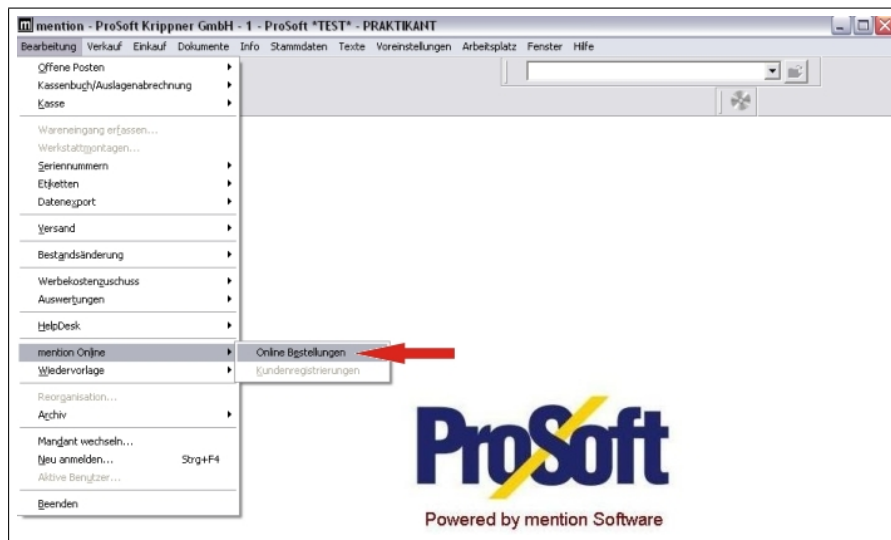 mention - ProSoft Krippner GmbH - 1 - ProSoft *TEST* - PRAKTIKANT
Bearbeitung Verkauf Einkauf Dokumente Info Stammdaten Texte Voreinstellungen Arbeitsplatz Fenster Hilfe
Offene Posten
Kassenbuch/Auslagenabrechnung
Kasse
Wareneingang erfassen...
Werkstattmontagen...
Seriennummern
Etiketten
Datenexport
Versand
Bestandsänderung
Werbekostenzuschuss
Auswertungen
HelpDesk
mention Online
Online Bestellungen
Wiedervorlage
Kundenregistrierungen
Reorganisation...
Archiv
Mandant wechseln...
Neu anmelden... Strg+F4
Aktive Benutzer...
Beenden
ProSoft
Powered by mention Software